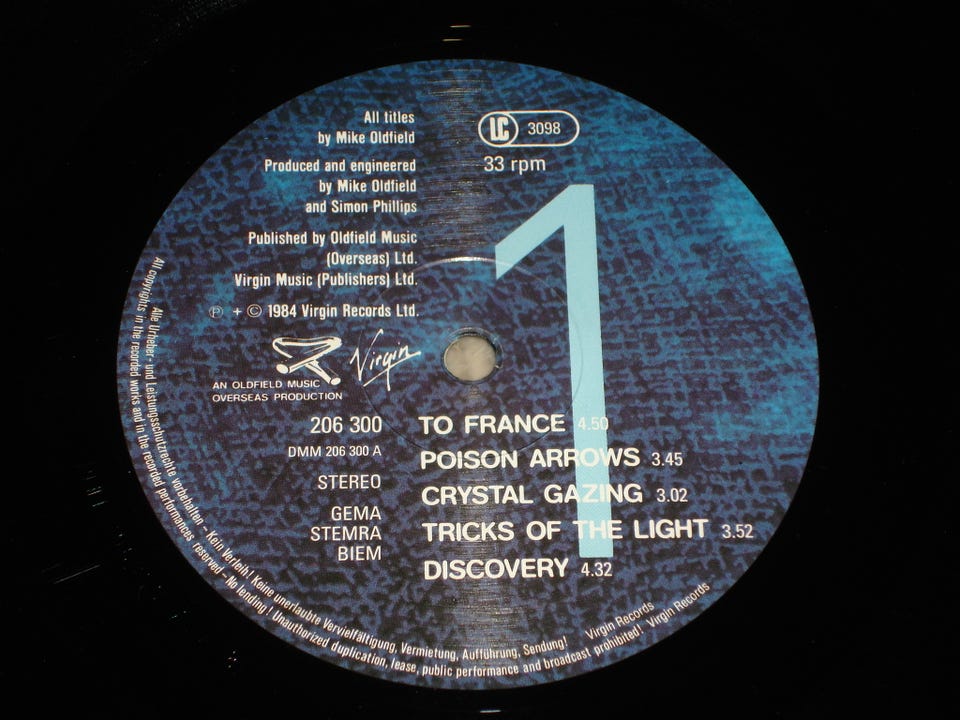 All titles
by Mike Oldfield
Produced and engineered
by Mike Oldfield
and Simon Phillips
Published by Oldfield Music
(Overseas) Ltd.
Virgin Music (Publishers) Ltd.
℗ + © 1984 Virgin Records Ltd.
LC 3098
33 rpm
1
Virgin
AN OLDFIELD MUSIC
OVERSEAS PRODUCTION
206 300
DMM 206 300 A
STEREO
GEMA
STEMRA
BIEM
TO FRANCE 4.50
POISON ARROWS 3.45
CRYSTAL GAZING 3.02
TRICKS OF THE LIGHT 3.52
DISCOVERY 4.32
Alle Urheber- und Leistungsschutzrechte vorbehalten – Kein Verleih! Keine unerlaubte Vervielfältigung, Vermietung, Aufführung, Sendung! Virgin Records
All copyrights in the recorded works and in the recorded performances reserved – No lending! Unauthorized duplication, lease, public performance and broadcast prohibited! Virgin Records